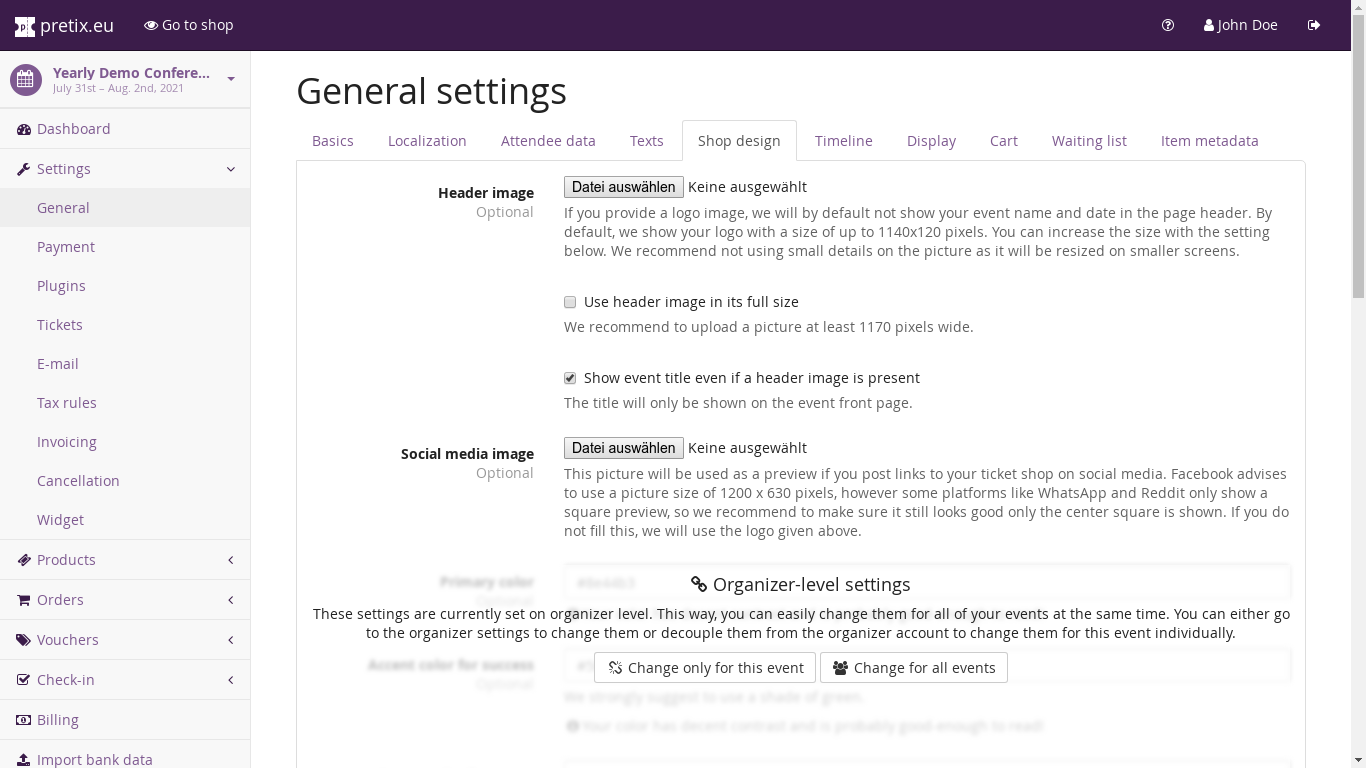 pretix.eu
Go to shop
John Doe
Yearly Demo Confere...
July 31st – Aug. 2nd, 2021
Dashboard
Settings
General
Payment
Plugins
Tickets
E-mail
Tax rules
Invoicing
Cancellation
Widget
Products
Orders
Vouchers
Check-in
Billing
Import bank data
General settings
Basics
Localization
Attendee data
Texts
Shop design
Timeline
Display
Cart
Waiting list
Item metadata
Header image
Optional
Datei auswählen Keine ausgewählt
If you provide a logo image, we will by default not show your event name and date in the page header. By
default, we show your logo with a size of up to 1140x120 pixels. You can increase the size with the setting
below. We recommend not using small details on the picture as it will be resized on smaller screens.
Use header image in its full size
We recommend to upload a picture at least 1170 pixels wide.
Show event title even if a header image is present
The title will only be shown on the event front page.
Social media image
Optional
Datei auswählen Keine ausgewählt
This picture will be used as a preview if you post links to your ticket shop on social media. Facebook advises
to use a picture size of 1200 x 630 pixels, however some platforms like WhatsApp and Reddit only show a
square preview, so we recommend to make sure it still looks good only the center square is shown. If you do
not fill this, we will use the logo given above.
Primary color
Optional
Organizer-level settings
These settings are currently set on organizer level. This way, you can easily change them for all of your events at the same time. You can either go
to the organizer settings to change them or decouple them from the organizer account to change them for this event individually.
Accent color for success
Optional
Change only for this event
Change for all events
We strongly suggest to use a shade of green.
Your color has decent contrast and is probably good-enough to read!